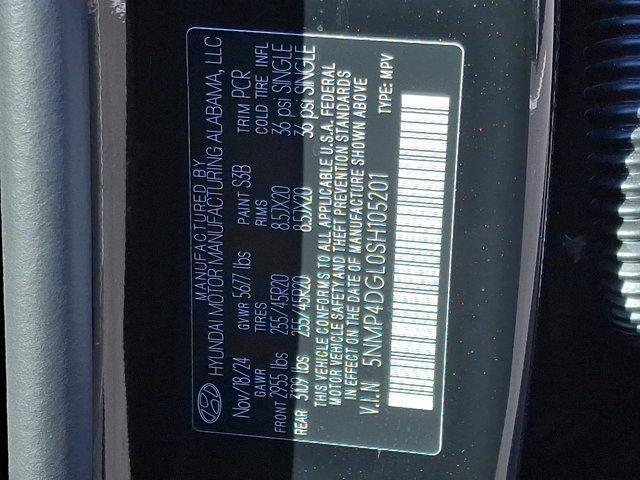 MANUFACTURED BY
HYUNDAI MOTOR MANUFACTURING ALABAMA, LLC
Nov/18/24 GVWR 5677 lbs PAINT S3B TRIM PCR
GAWR TIRES RIMS COLD TIRE INFL
FRONT 2955 lbs 255/45R20 8.5JX20 36 psi SINGLE
REAR 3109 lbs 255/45R20 8.5JX20 36 psi SINGLE
THIS VEHICLE CONFORMS TO ALL APPLICABLE U.S.A. FEDERAL
MOTOR VEHICLE SAFETY AND THEFT PREVENTION STANDARDS
IN EFFECT ON THE DATE OF MANUFACTURE SHOWN ABOVE
V.I.N 5NMP4DGL0SH105201 TYPE: MPV